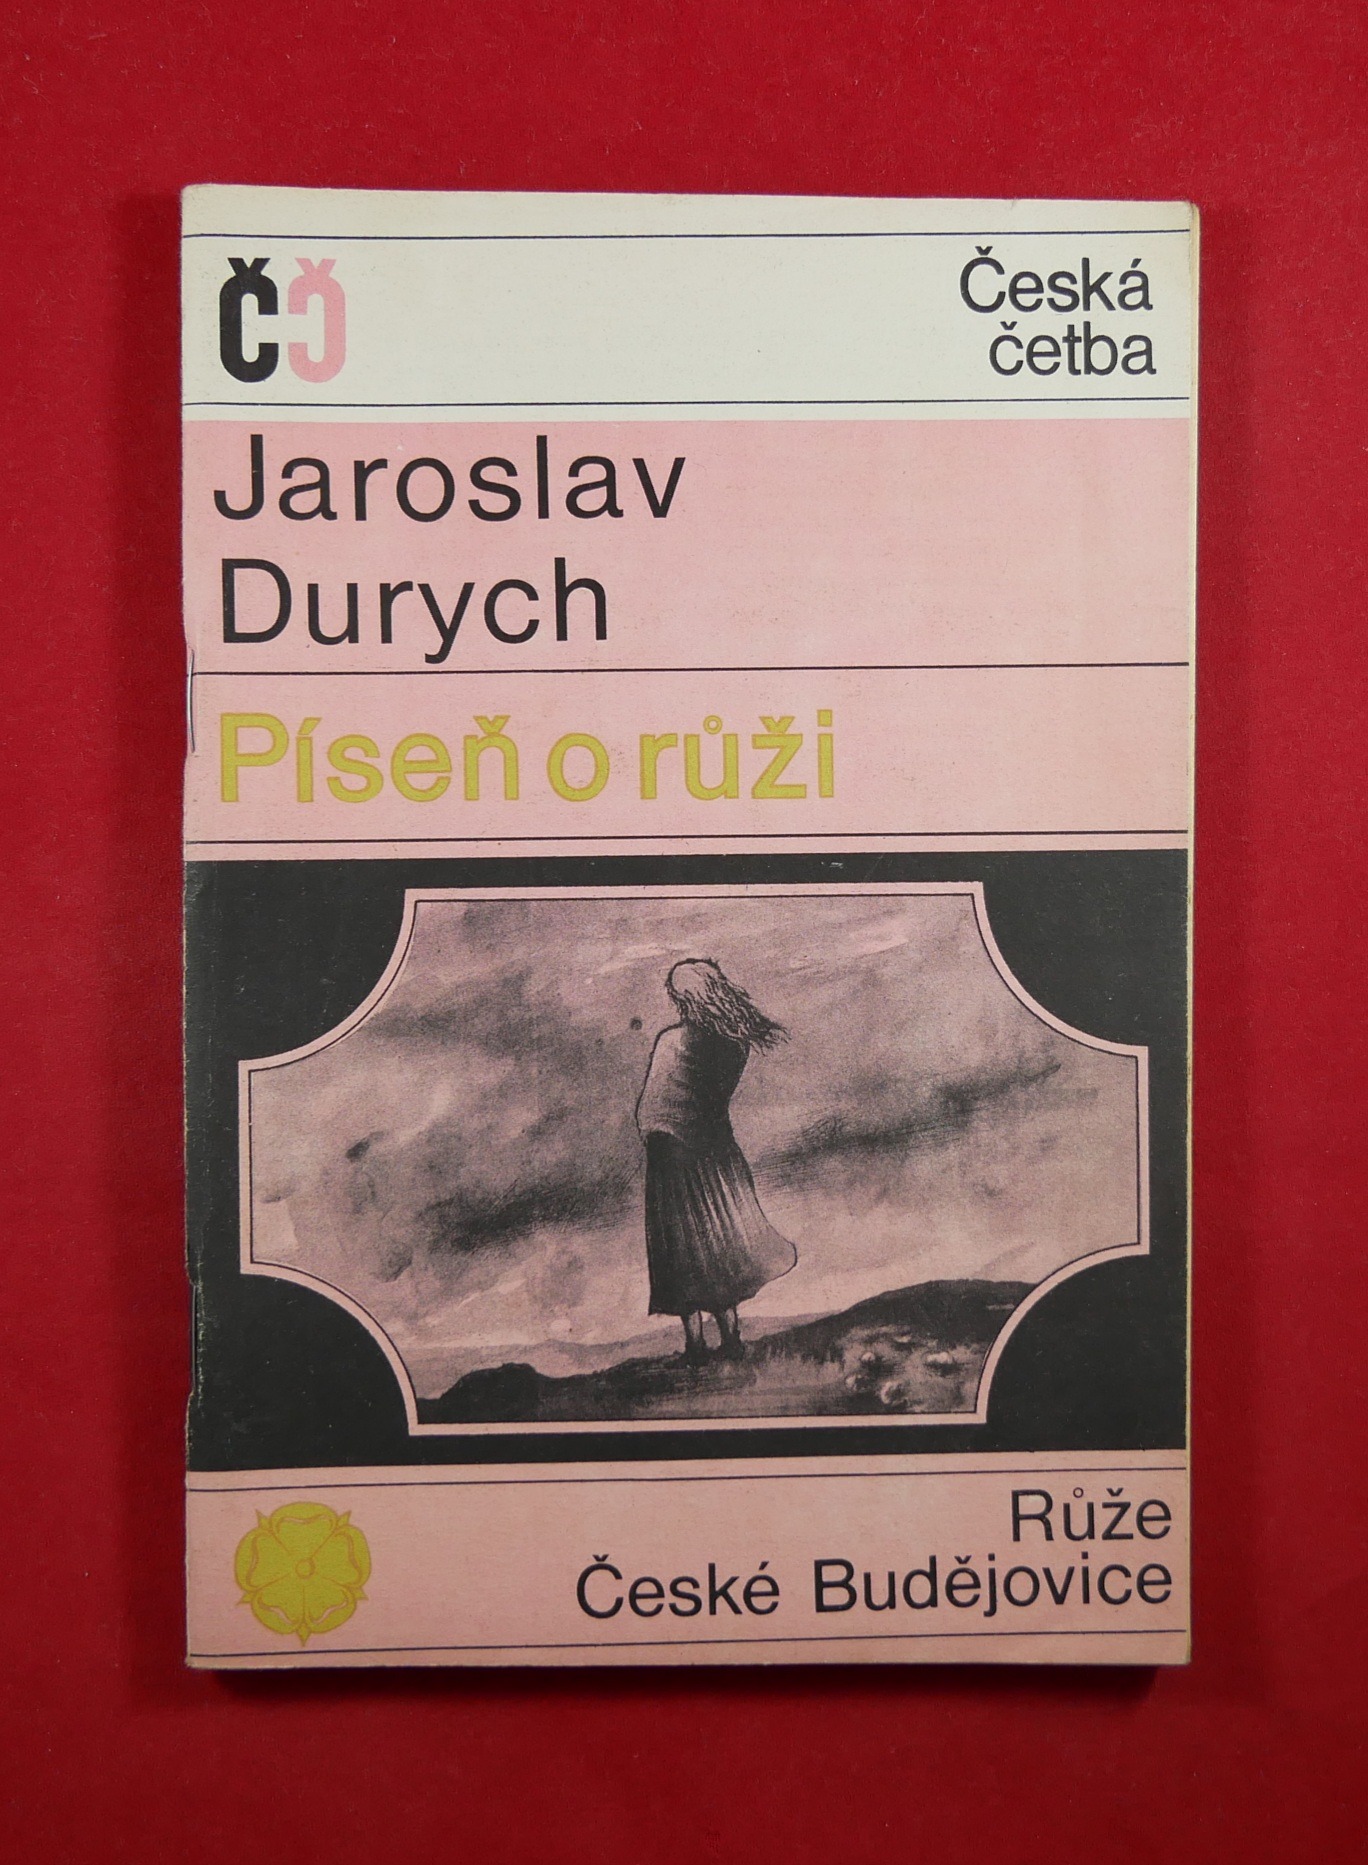 ČČ
Česká
četba
Jaroslav
Durych
Píseň o růži
Růže
České Budějovice